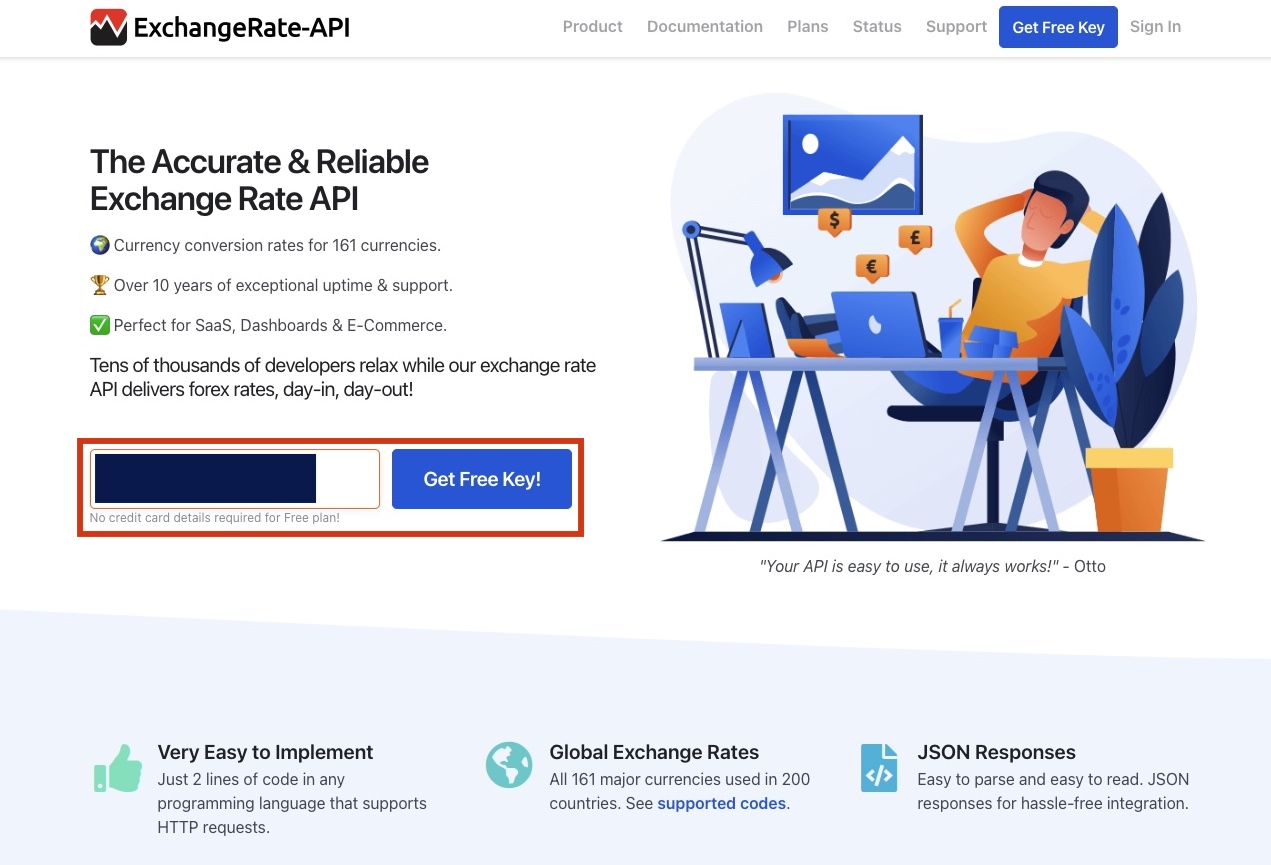 ExchangeRate-API
Product Documentation Plans Status Support Get Free Key Sign In
The Accurate & Reliable
Exchange Rate API
🌍 Currency conversion rates for 161 currencies.
🏆 Over 10 years of exceptional uptime & support.
✅ Perfect for SaaS, Dashboards & E-Commerce.
Tens of thousands of developers relax while our exchange rate
API delivers forex rates, day-in, day-out!
Get Free Key!
No credit card details required for Free plan!
$
£
€
"Your API is easy to use, it always works!" - Otto
Very Easy to Implement
Just 2 lines of code in any
programming language that supports
HTTP requests.
Global Exchange Rates
All 161 major currencies used in 200
countries. See supported codes.
JSON Responses
Easy to parse and easy to read. JSON
responses for hassle-free integration.